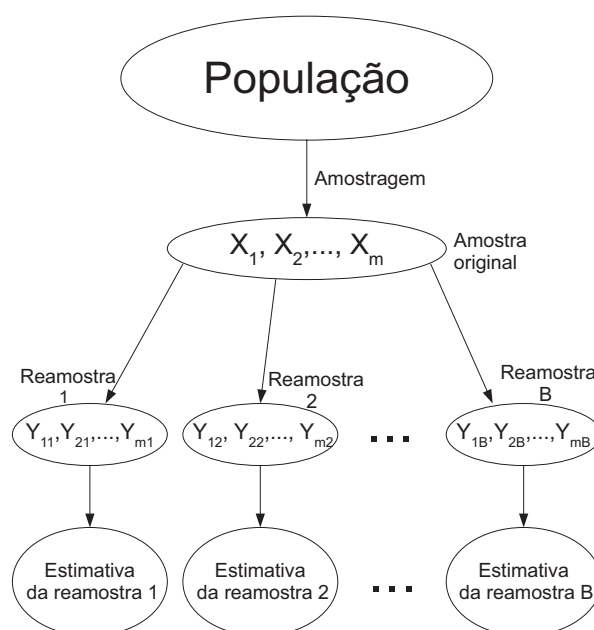 População
Amostragem
X1, X2,..., Xm
Amostra
original
Reamostra
1
Reamostra
2
Reamostra
B
Y11,Y21,...,Ym1
Y12, Y22,..., Ym2
...
Y1B,Y2B,...,YmB
Estimativa
da reamostra 1
Estimativa
da reamostra 2
...
Estimativa
da reamostra B